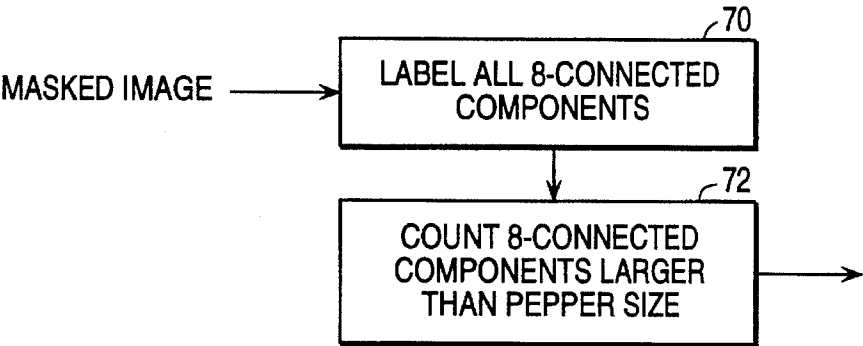 70
MASKED IMAGE
LABEL ALL 8-CONNECTED
COMPONENTS
72
COUNT 8-CONNECTED
COMPONENTS LARGER
THAN PEPPER SIZE